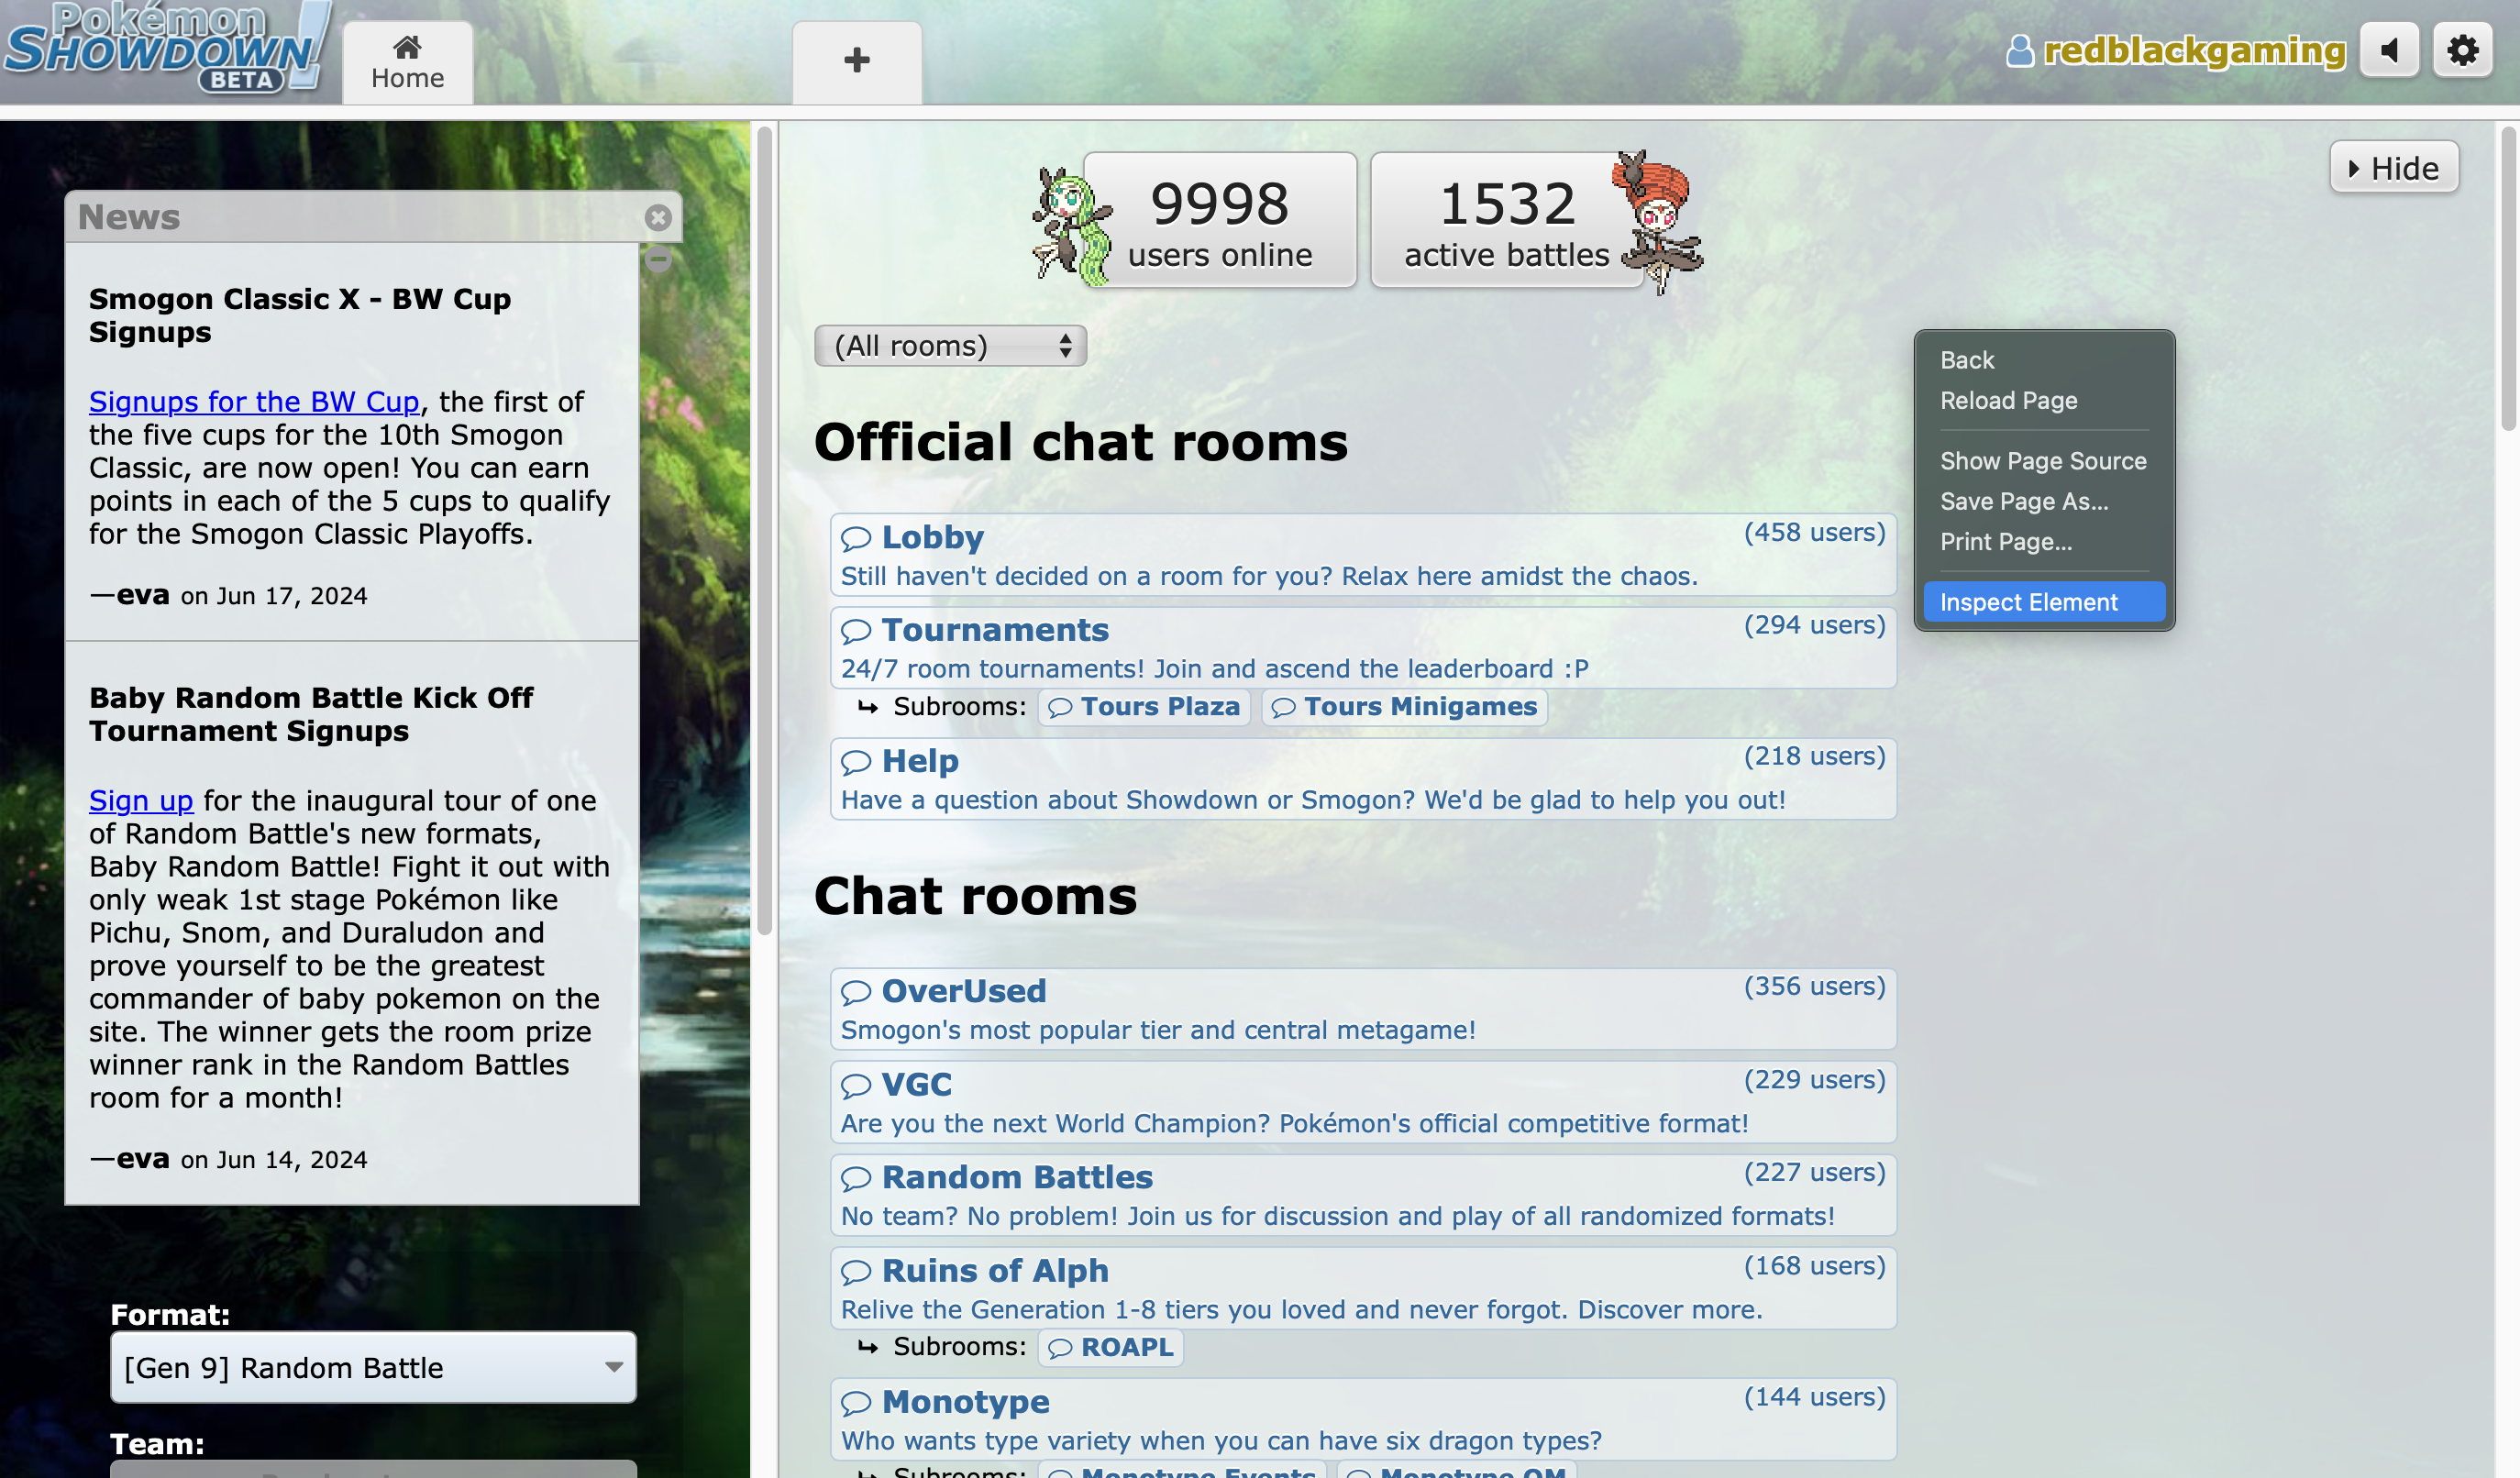 Pokémon
SHOWDOWN!
BETA
Home
redblackgaming
News
Smogon Classic X - BW Cup
Signups
Signups for the BW Cup, the first of
the five cups for the 10th Smogon
Classic, are now open! You can earn
points in each of the 5 cups to qualify
for the Smogon Classic Playoffs.
—eva on Jun 17, 2024
Baby Random Battle Kick Off
Tournament Signups
Sign up for the inaugural tour of one
of Random Battle's new formats,
Baby Random Battle! Fight it out with
only weak 1st stage Pokémon like
Pichu, Snom, and Duraludon and
prove yourself to be the greatest
commander of baby pokemon on the
site. The winner gets the room prize
winner rank in the Random Battles
room for a month!
—eva on Jun 14, 2024
Format:
[Gen 9] Random Battle
Team:
9998
users online
1532
active battles
Hide
(All rooms)
Official chat rooms
Lobby (458 users)
Still haven't decided on a room for you? Relax here amidst the chaos.
Tournaments (294 users)
24/7 room tournaments! Join and ascend the leaderboard :P
Subrooms: Tours Plaza Tours Minigames
Help (218 users)
Have a question about Showdown or Smogon? We'd be glad to help you out!
Chat rooms
OverUsed (356 users)
Smogon's most popular tier and central metagame!
VGC (229 users)
Are you the next World Champion? Pokémon's official competitive format!
Random Battles (227 users)
No team? No problem! Join us for discussion and play of all randomized formats!
Ruins of Alph (168 users)
Relive the Generation 1-8 tiers you loved and never forgot. Discover more.
Subrooms: ROAPL
Monotype (144 users)
Who wants type variety when you can have six dragon types?
Subrooms: Monotype Events Monotype OM
Back
Reload Page
Show Page Source
Save Page As...
Print Page...
Inspect Element